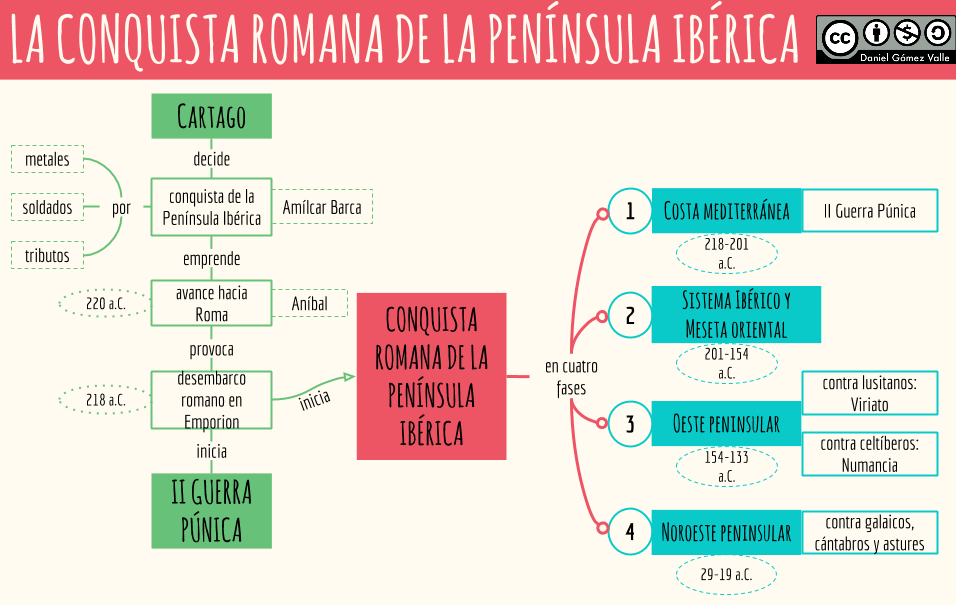 LA CONQUISTA ROMANA DE LA PENÍNSULA IBÉRICA
cc
Daniel Gómez Valle
CARTAGO
decide
metales
soldados
tributos
por
conquista de la
Península Ibérica
Amílcar Barca
emprende
220 a.C.
avance hacia
Roma
Aníbal
provoca
218 a.C.
desembarco
romano en
Emporion
inicia
inicia
II GUERRA
PÚNICA
CONQUISTA
ROMANA DE LA
PENÍNSULA
IBÉRICA
en cuatro
fases
1
COSTA MEDITERRÁNEA
II Guerra Púnica
218-201
a.C.
2
SISTEMA IBÉRICO Y
MESETA ORIENTAL
201-154
a.C.
3
OESTE PENINSULAR
contra lusitanos:
Viriato
contra celtíberos:
Numancia
154-133
a.C.
4
NOROESTE PENINSULAR
contra galaicos,
cántabros y astures
29-19 a.C.